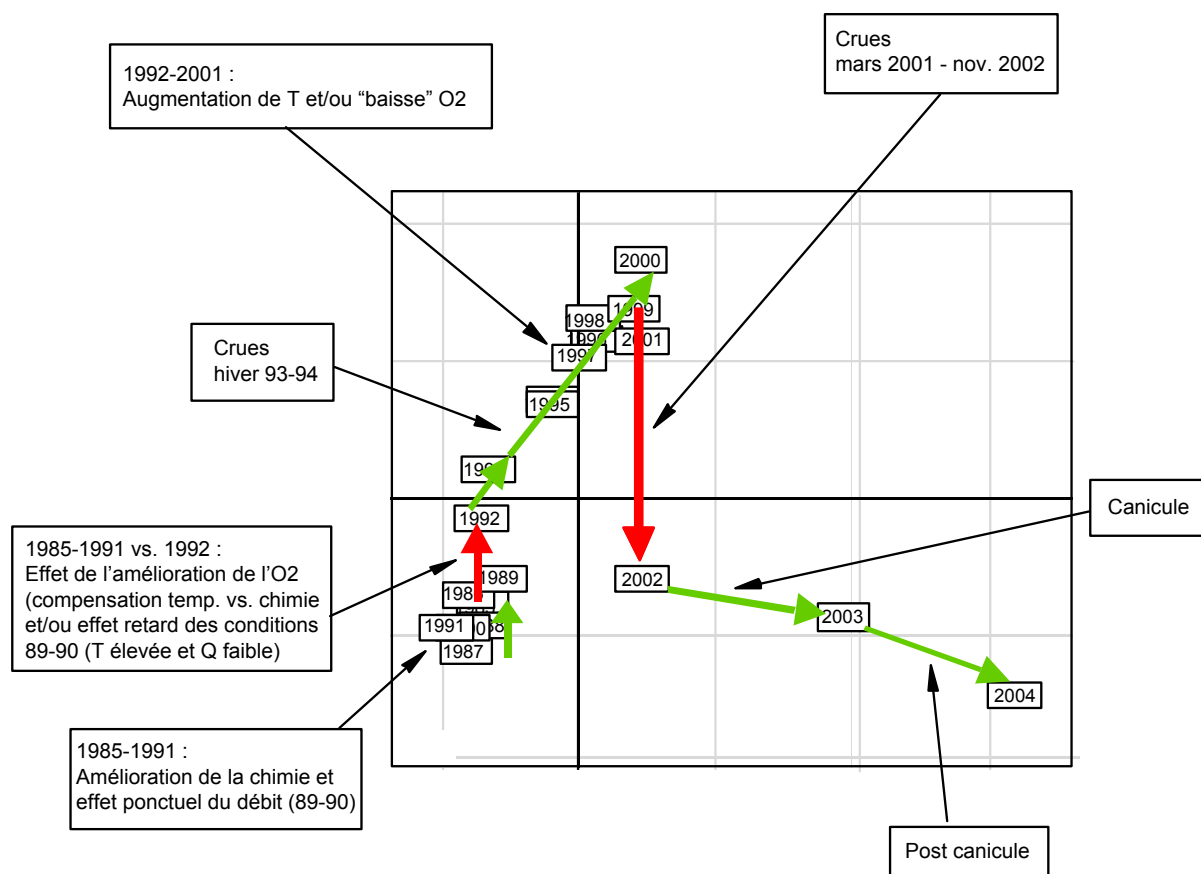 Crues
mars 2001 - nov. 2002
1992-2001 :
Augmentation de T et/ou “baisse” O2
2000
1999
1998
2001
1997
Crues
hiver 93-94
1995
1992
Canicule
1985-1991 vs. 1992 :
Effet de l’amélioration de l’O2
(compensation temp. vs. chimie
et/ou effet retard des conditions
89-90 (T élevée et Q faible)
1989
2002
2003
1991
1987
2004
1985-1991 :
Amélioration de la chimie et
effet ponctuel du débit (89-90)
Post canicule